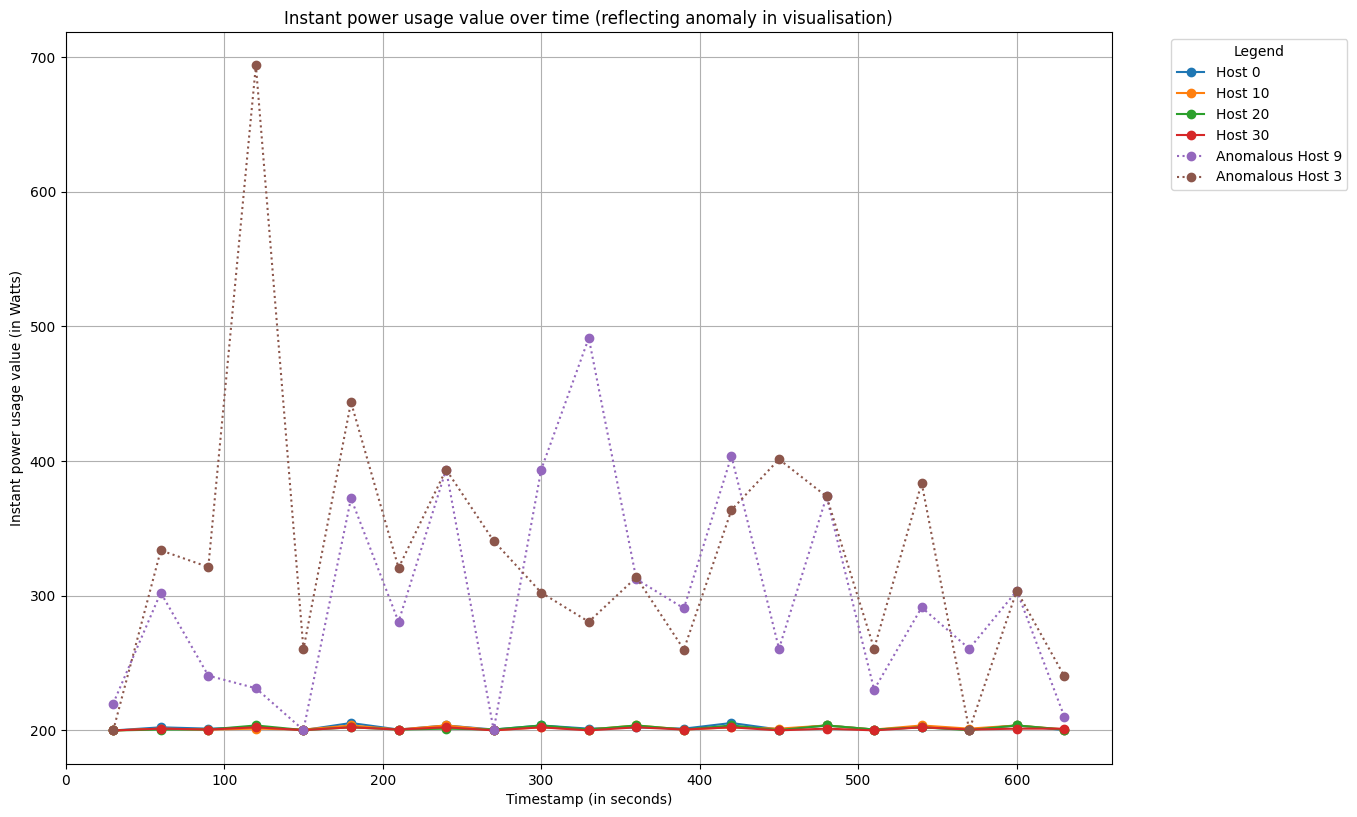 Instant power usage value over time (reflecting anomaly in visualisation)
Instant power usage value (in Watts)
700
600
500
400
300
200
0
100
200
300
400
500
600
Timestamp (in seconds)
Legend
Host 0
Host 10
Host 20
Host 30
Anomalous Host 9
Anomalous Host 3